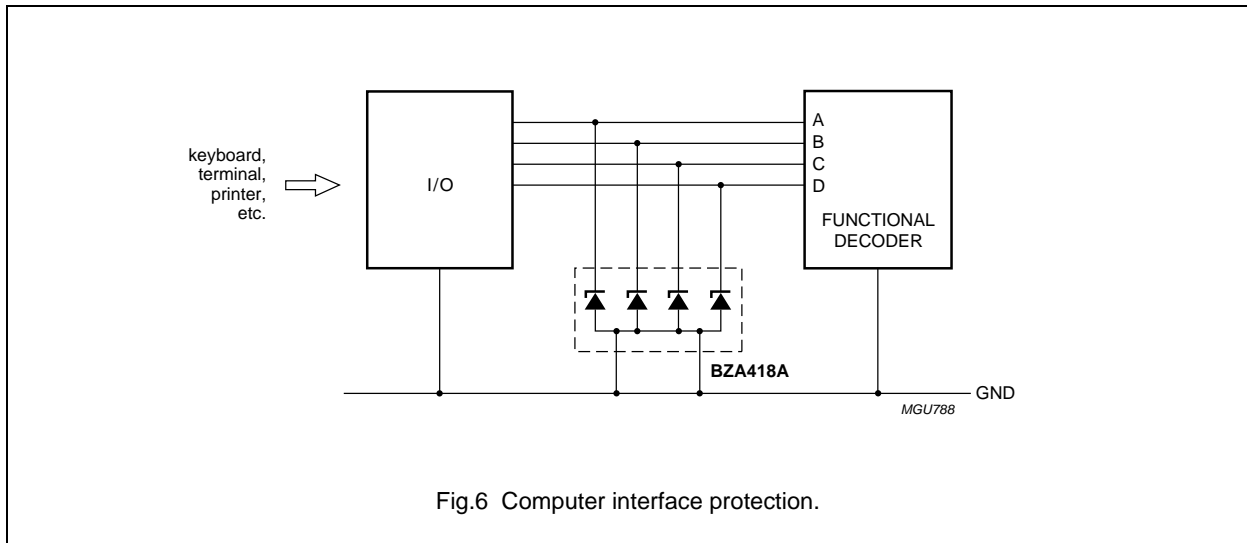 keyboard,
terminal,
printer,
etc.
I/O
A
B
C
D
FUNCTIONAL
DECODER
BZA418A
GND
MGU788
Fig.6 Computer interface protection.